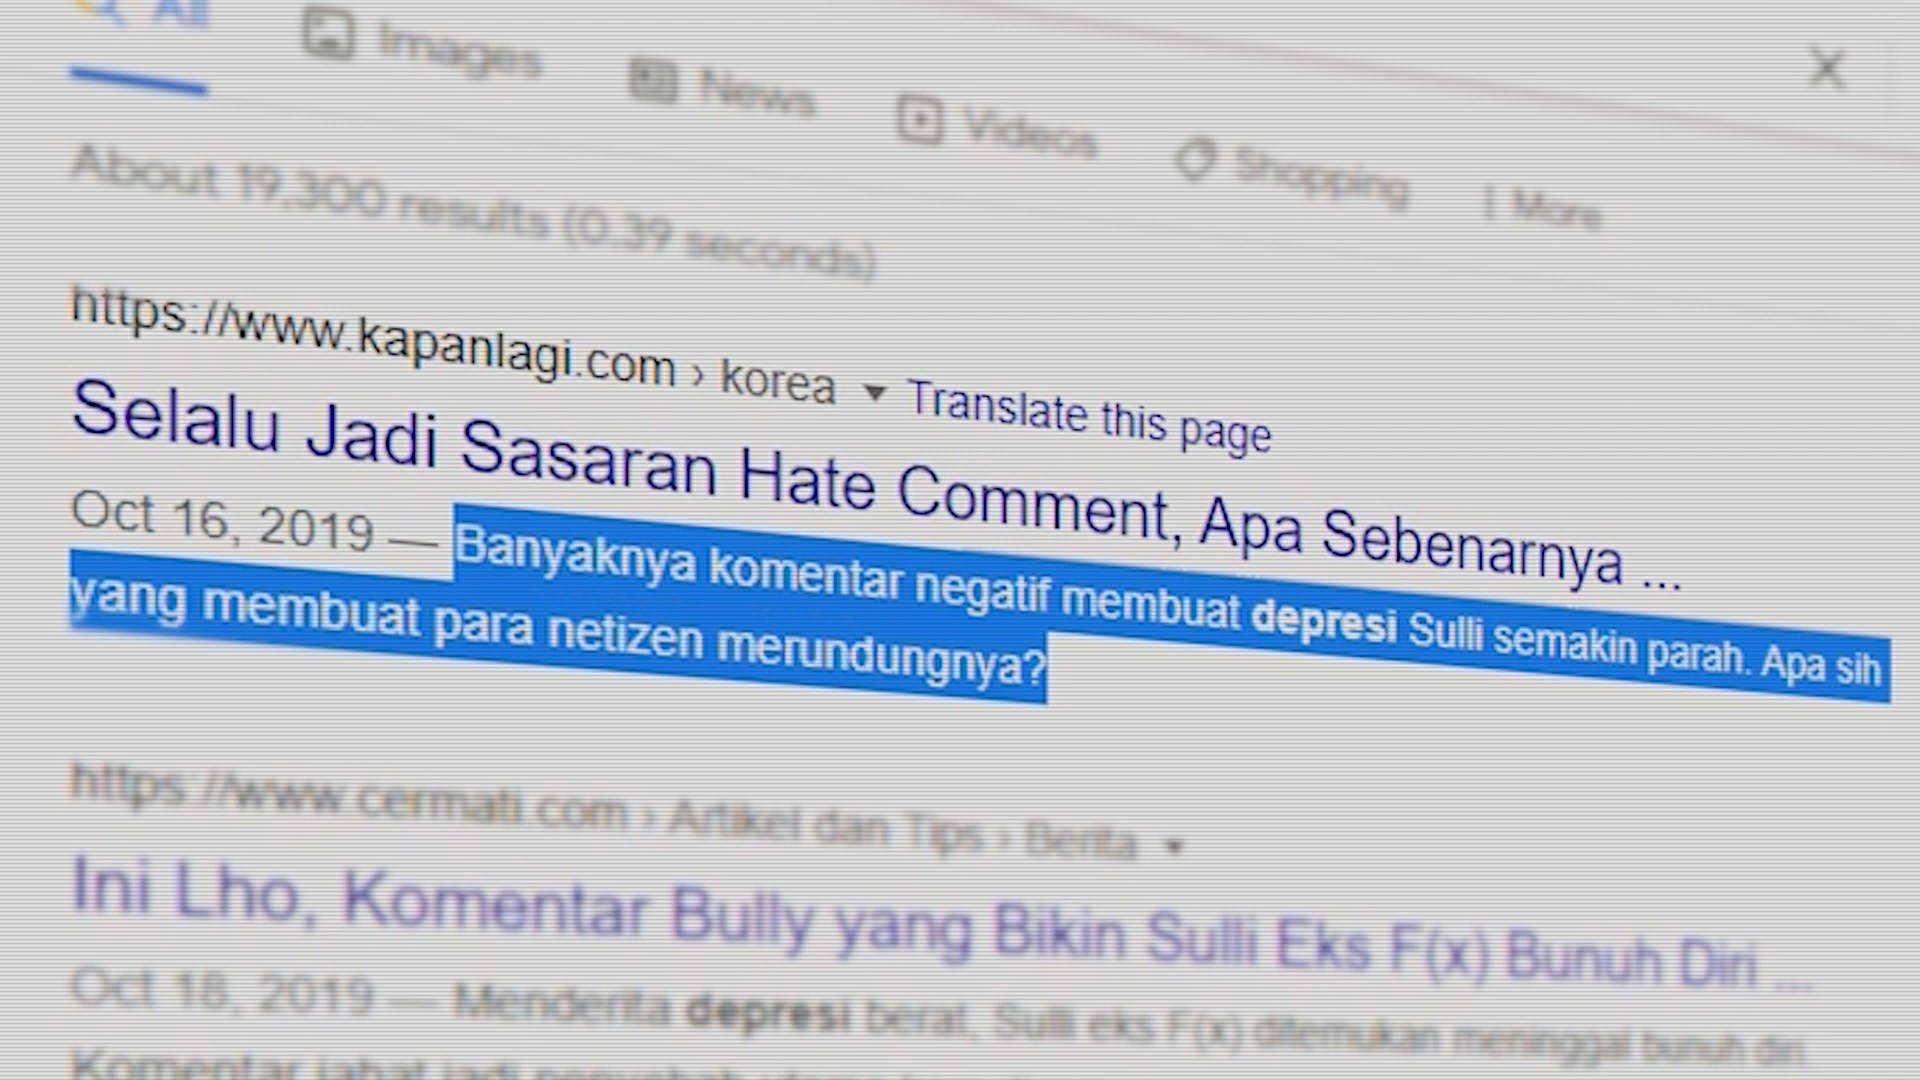 All Images News Videos Shopping More
About 19,300 results (0.39 seconds)
https://www.kapanlagi.com › korea Translate this page
Selalu Jadi Sasaran Hate Comment, Apa Sebenarnya ...
Oct 16, 2019 — Banyaknya komentar negatif membuat depresi Sulli semakin parah. Apa sih
yang membuat para netizen merundungnya?
https://www.cermati.com › Artikel dan Tips › Berita
Ini Lho, Komentar Bully yang Bikin Sulli Eks F(x) Bunuh Diri ...
Oct 18, 2019 — Menderita depresi berat, Sulli eks F(x) ditemukan meninggal bunuh diri.
Komentar jahat jadi penyebab utama